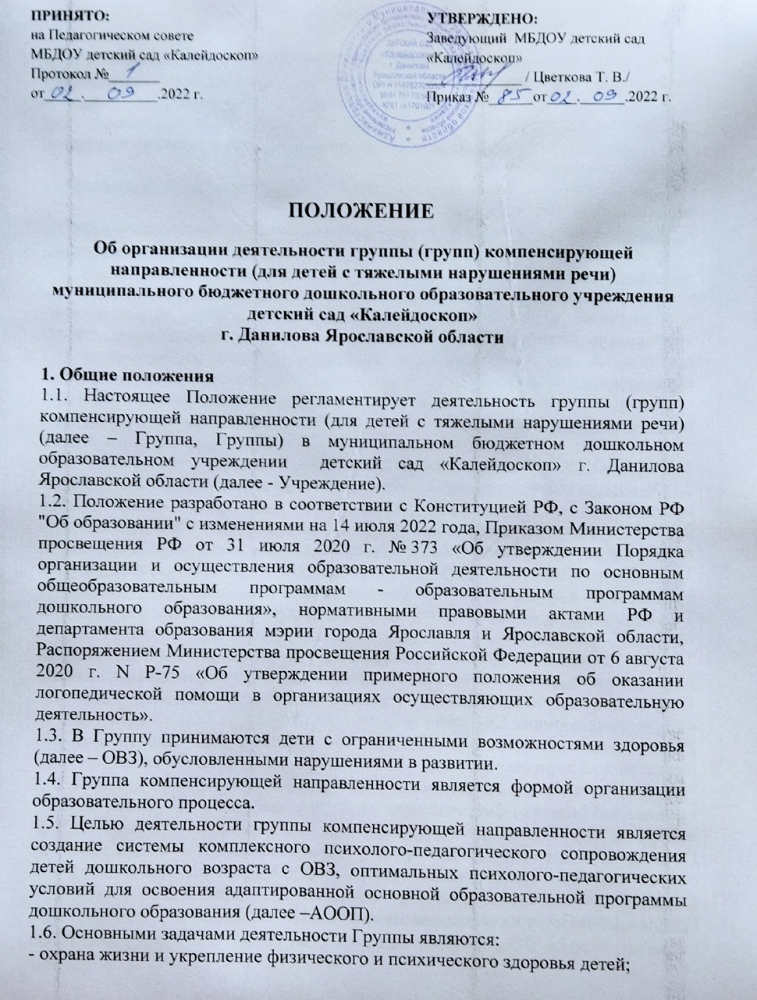 ПРИНЯТО:
на Педагогическом совете
МБДОУ детский сад «Калейдоскоп»
Протокол № 1
от 02 . 09 .2022 г.
УТВЕРЖДЕНО:
Заведующий МБДОУ детский сад
«Калейдоскоп»
/ Цветкова Т. В./
Приказ № 85 от 02 . 09 .2022 г.
ПОЛОЖЕНИЕ
Об организации деятельности группы (групп) компенсирующей
направленности (для детей с тяжелыми нарушениями речи)
муниципального бюджетного дошкольного образовательного учреждения
детский сад «Калейдоскоп»
г. Данилова Ярославской области
1. Общие положения
1.1. Настоящее Положение регламентирует деятельность группы (групп)
компенсирующей направленности (для детей с тяжелыми нарушениями речи)
(далее – Группа, Группы) в муниципальном бюджетном дошкольном
образовательном учреждении детский сад «Калейдоскоп» г. Данилова
Ярославской области (далее - Учреждение).
1.2. Положение разработано в соответствии с Конституцией РФ, с Законом РФ
"Об образовании" с изменениями на 14 июля 2022 года, Приказом Министерства
просвещения РФ от 31 июля 2020 г. №373 «Об утверждении Порядка
организации и осуществления образовательной деятельности по основным
общеобразовательным программам - образовательным программам
дошкольного образования», нормативными правовыми актами РФ и
департамента образования мэрии города Ярославля и Ярославской области,
Распоряжением Министерства просвещения Российской Федерации от 6 августа
2020 г. N Р-75 «Об утверждении примерного положения об оказании
логопедической помощи в организациях осуществляющих образовательную
деятельность».
1.3. В Группу принимаются дети с ограниченными возможностями здоровья
(далее – ОВЗ), обусловленными нарушениями в развитии.
1.4. Группа компенсирующей направленности является формой организации
образовательного процесса.
1.5. Целью деятельности группы компенсирующей направленности является
создание системы комплексного психолого-педагогического сопровождения
детей дошкольного возраста с ОВЗ, оптимальных психолого-педагогических
условий для освоения адаптированной основной образовательной программы
дошкольного образования (далее –АООП).
1.6. Основными задачами деятельности Группы являются:
- охрана жизни и укрепление физического и психического здоровья детей;